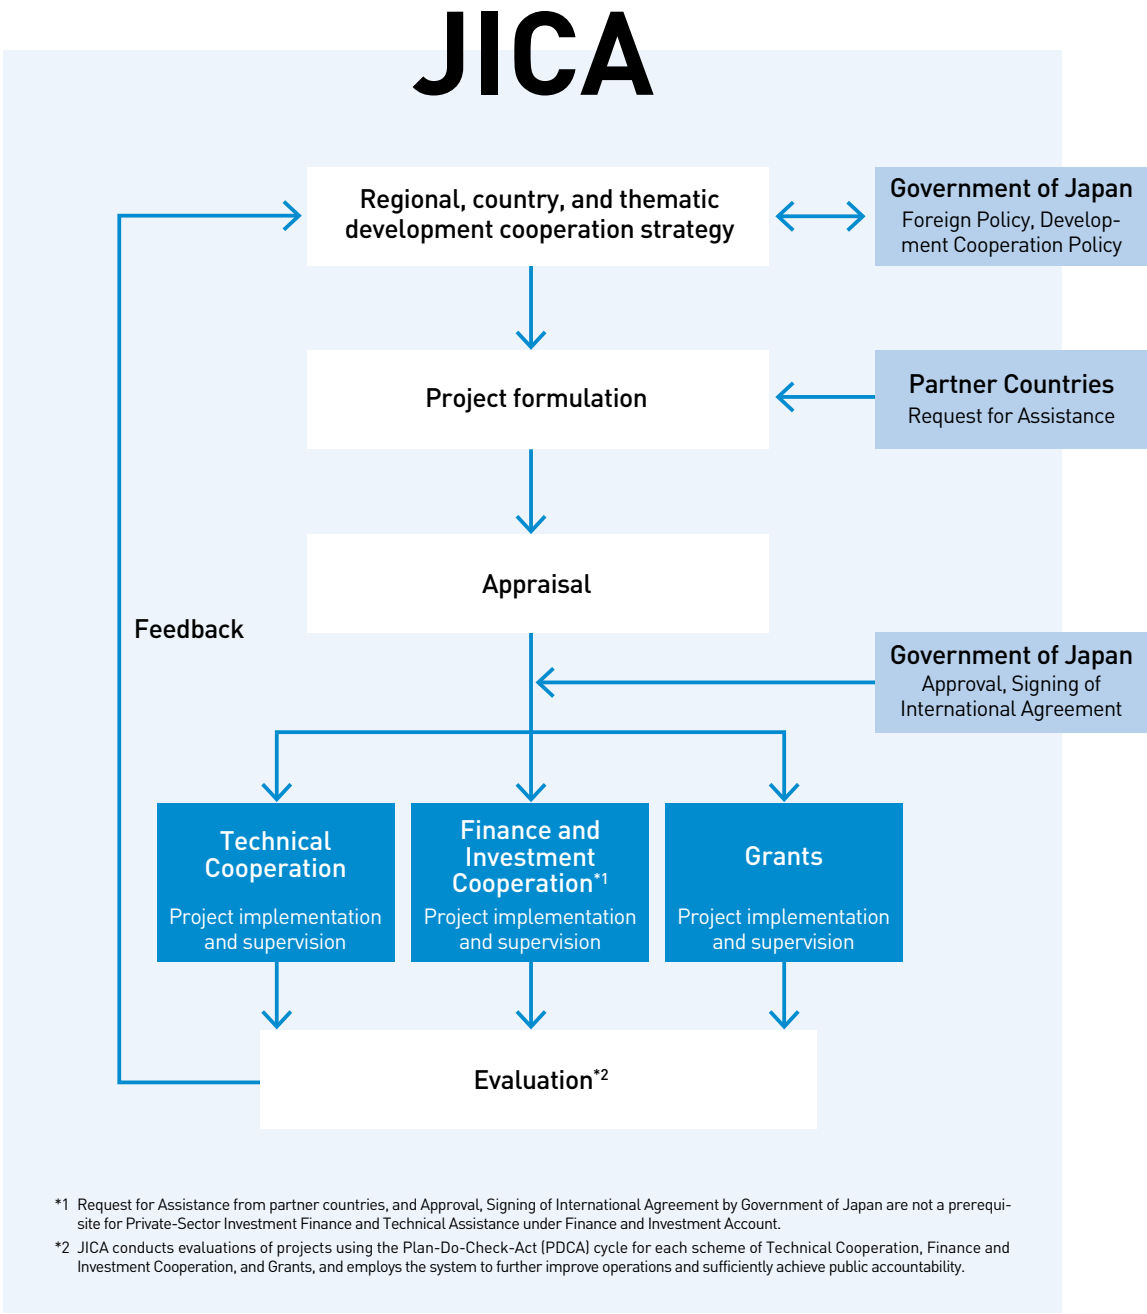 JICA
Regional, country, and thematic
development cooperation strategy
Government of Japan
Foreign Policy, Develop-
ment Cooperation Policy
Project formulation
Partner Countries
Request for Assistance
Appraisal
Feedback
Government of Japan
Approval, Signing of
International Agreement
Technical
Cooperation
Project implementation
and supervision
Finance and
Investment
Cooperation*1
Project implementation
and supervision
Grants
Project implementation
and supervision
Evaluation*2
*1 Request for Assistance from partner countries, and Approval, Signing of International Agreement by Government of Japan are not a prerequi-
site for Private-Sector Investment Finance and Technical Assistance under Finance and Investment Account.
*2 JICA conducts evaluations of projects using the Plan-Do-Check-Act (PDCA) cycle for each scheme of Technical Cooperation, Finance and
Investment Cooperation, and Grants, and employs the system to further improve operations and sufficiently achieve public accountability.